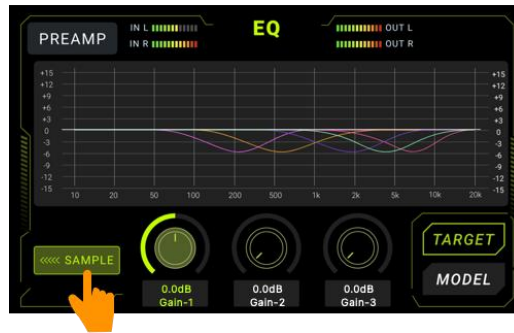 PREAMP
IN L
IN R
EQ
OUT L
OUT R
+15 +15
+12 +12
+9 +9
+6 +6
+3 +3
0 0
-3 -3
-6 -6
-9 -9
-12 -12
-15 -15
10 20 50 100 200 500 1k 2k 5k 10k 20k
<<<<< SAMPLE
0.0dB 0.0dB 0.0dB
Gain-1 Gain-2 Gain-3
TARGET
MODEL